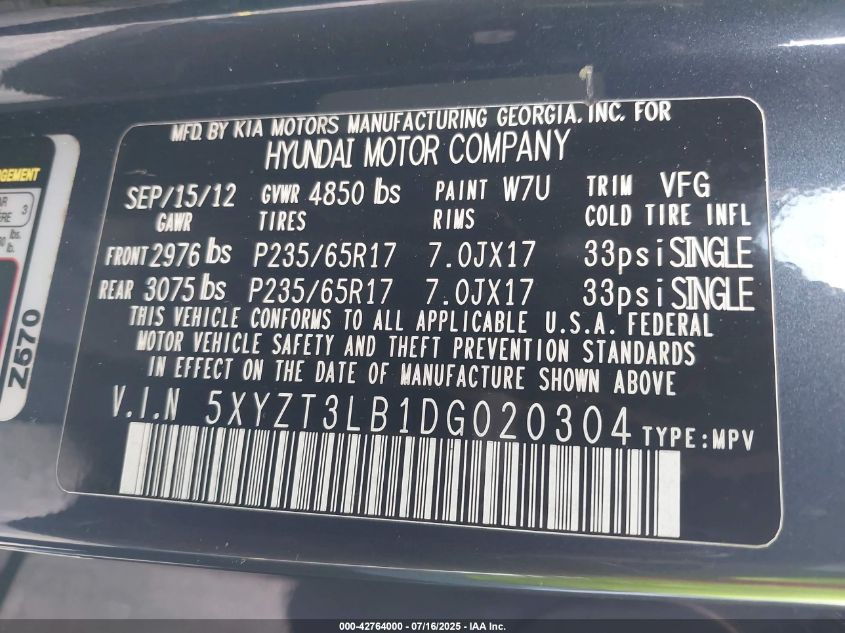 MFD. BY KIA MOTORS MANUFACTURING GEORGIA, INC. FOR
HYUNDAI MOTOR COMPANY
SEP/15/12 GVWR 4850 lbs PAINT W7U TRIM VFG
GAWR TIRES RIMS COLD TIRE INFL
FRONT 2976 lbs P235/65R17 7.0JX17 33psi SINGLE
REAR 3075 lbs P235/65R17 7.0JX17 33psi SINGLE
THIS VEHICLE CONFORMS TO ALL APPLICABLE U.S.A. FEDERAL
MOTOR VEHICLE SAFETY AND THEFT PREVENTION STANDARDS
IN EFFECT ON THE DATE OF MANUFACTURE SHOWN ABOVE.
V.I.N 5XYZT3LB1DG020304 TYPE:MPV
3
lbs.
lb.
Z670
000-42764000 - 07/16/2025 - IAA Inc.